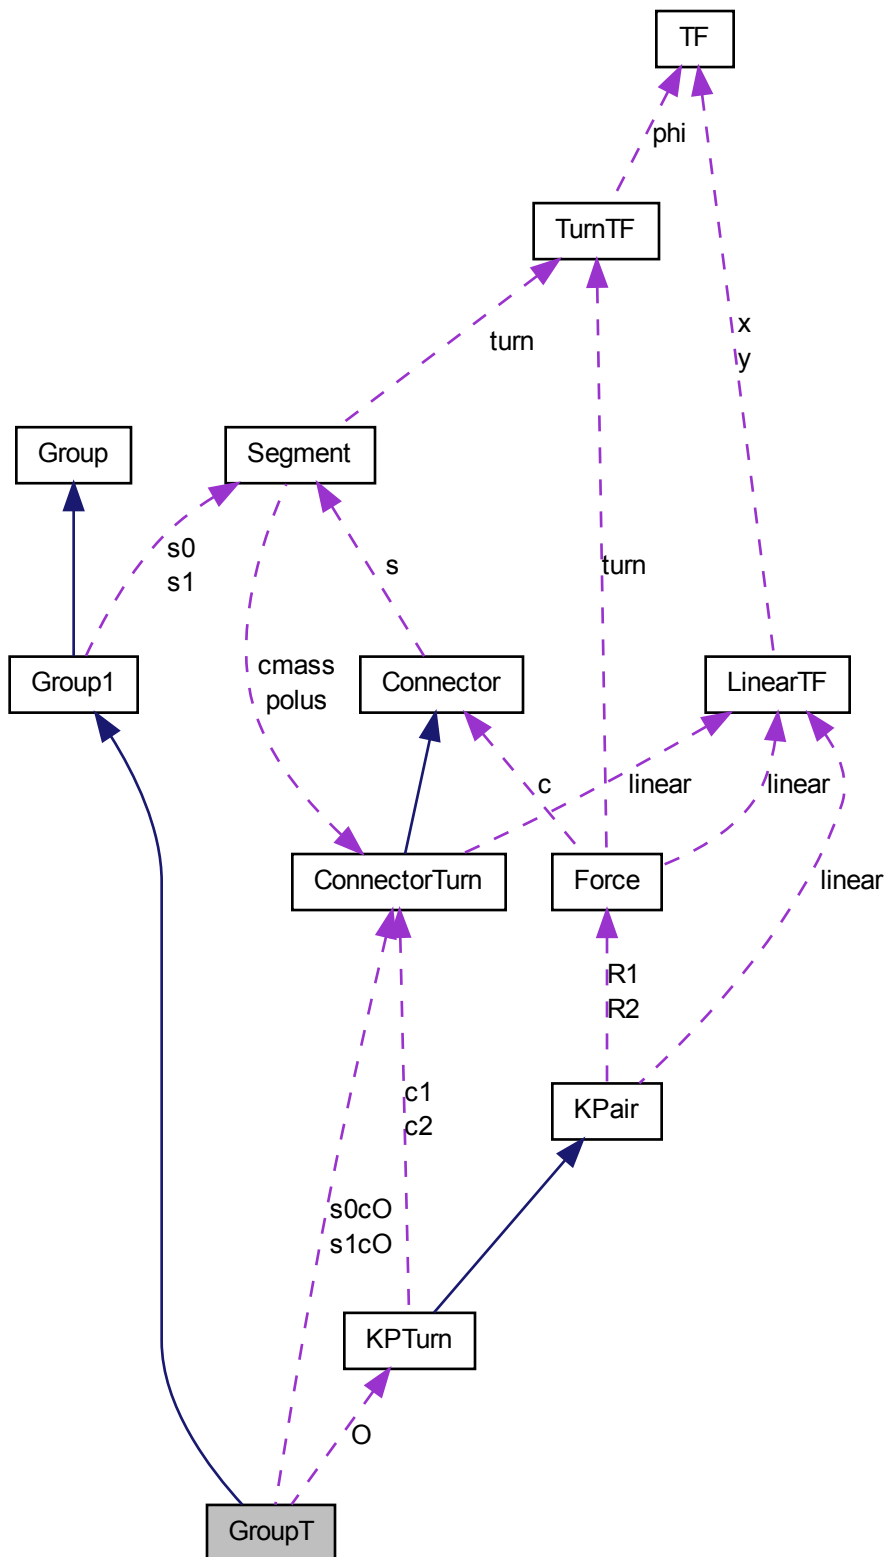 TF
phi
TurnTF
x
y
turn
Group
Segment
s0
s1
s
turn
cmass
polus
Group1
Connector
LinearTF
c
linear
linear
ConnectorTurn
Force
linear
R1
R2
c1
c2
KPair
s0cO
s1cO
KPTurn
O
GroupT